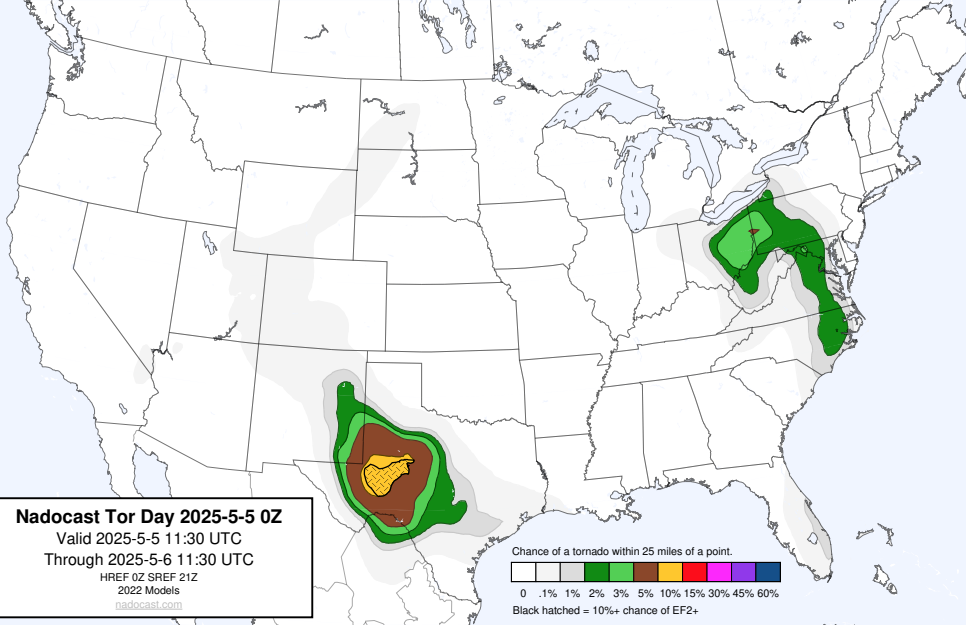 Nadocast Tor Day 2025-5-5 0Z
Valid 2025-5-5 11:30 UTC
Through 2025-5-6 11:30 UTC
HREF 0Z SREF 21Z
2022 Models
nadocast.com
Chance of a tornado within 25 miles of a point.
0 .1% 1% 2% 3% 5% 10% 15% 30% 45% 60%
Black hatched = 10%+ chance of EF2+